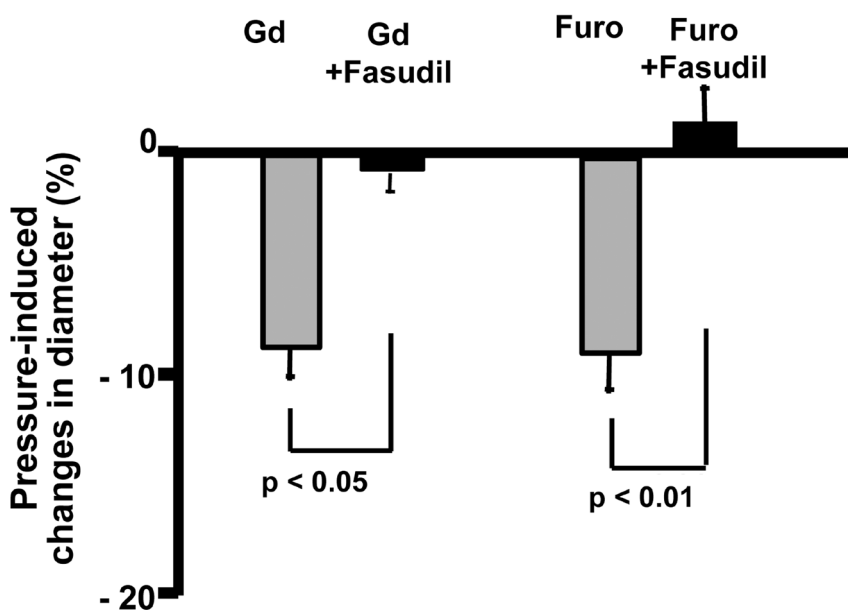 Gd
Gd
+Fasudil
Furo
Furo
+Fasudil
Pressure-induced
changes in diameter (%)
0
- 10
- 20
p < 0.05
p < 0.01